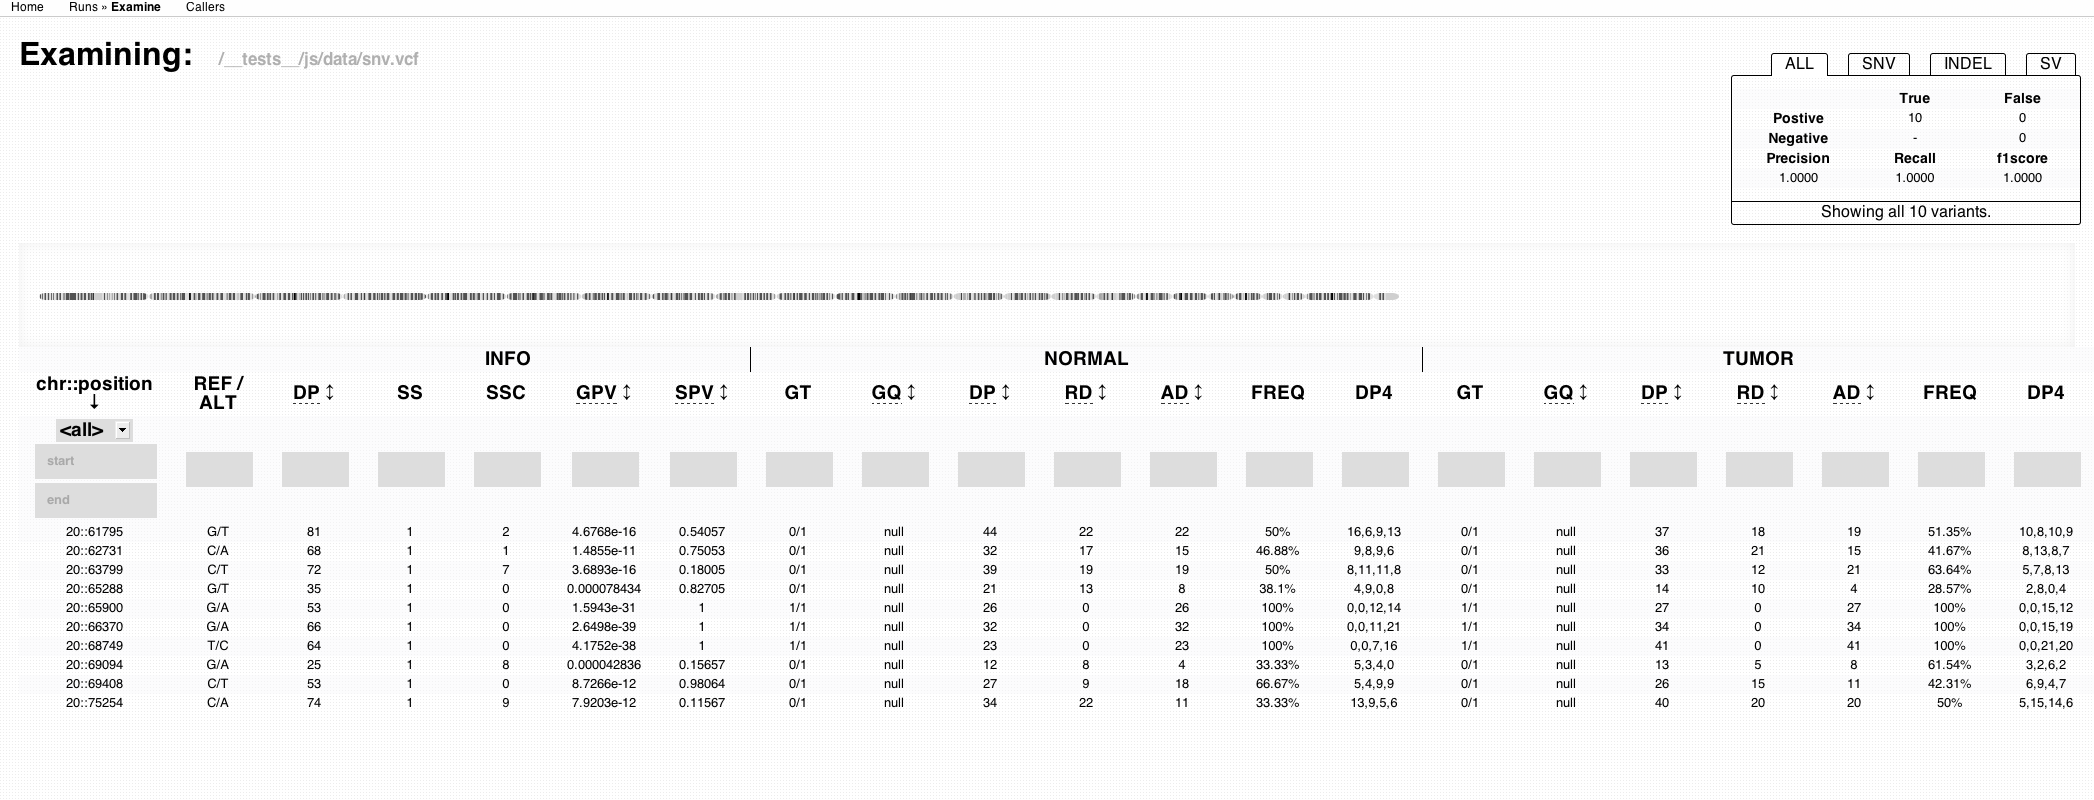 Home Runs » Examine Callers
Examining: /__tests__/js/data/snv.vcf
ALL SNV INDEL SV
True False
Postive 10 0
Negative - 0
Precision Recall f1score
1.0000 1.0000 1.0000
Showing all 10 variants.
INFO NORMAL TUMOR
chr::position ↓ REF / ALT DP ↕ SS SSC GPV ↕ SPV ↕ GT GQ ↕ DP ↕ RD ↕ AD ↕ FREQ DP4 GT GQ ↕ DP ↕ RD ↕ AD ↕ FREQ DP4
<all>
start
end
20::61795 G/T 81 1 2 4.6768e-16 0.54057 0/1 null 44 22 22 50% 16,6,9,13 0/1 null 37 18 19 51.35% 10,8,10,9
20::62731 C/A 68 1 1 1.4855e-11 0.75053 0/1 null 32 17 15 46.88% 9,8,9,6 0/1 null 36 21 15 41.67% 8,13,8,7
20::63799 C/T 72 1 7 3.6893e-16 0.18005 0/1 null 39 19 19 50% 8,11,11,8 0/1 null 33 12 21 63.64% 5,7,8,13
20::65288 G/T 35 1 0 0.000078434 0.82705 0/1 null 21 13 8 38.1% 4,9,0,8 0/1 null 14 10 4 28.57% 2,8,0,4
20::65900 G/A 53 1 0 1.5943e-31 1 1/1 null 26 0 26 100% 0,0,12,14 1/1 null 27 0 27 100% 0,0,15,12
20::66370 G/A 66 1 0 2.6498e-39 1 1/1 null 32 0 32 100% 0,0,11,21 1/1 null 34 0 34 100% 0,0,15,19
20::68749 T/C 64 1 0 4.1752e-38 1 1/1 null 23 0 23 100% 0,0,7,16 1/1 null 41 0 41 100% 0,0,21,20
20::69094 G/A 25 1 8 0.000042836 0.15657 0/1 null 12 8 4 33.33% 5,3,4,0 0/1 null 13 5 8 61.54% 3,2,6,2
20::69408 C/T 53 1 0 8.7266e-12 0.98064 0/1 null 27 9 18 66.67% 5,4,9,9 0/1 null 26 15 11 42.31% 6,9,4,7
20::75254 C/A 74 1 9 7.9203e-12 0.11567 0/1 null 34 22 11 33.33% 13,9,5,6 0/1 null 40 20 20 50% 5,15,14,6